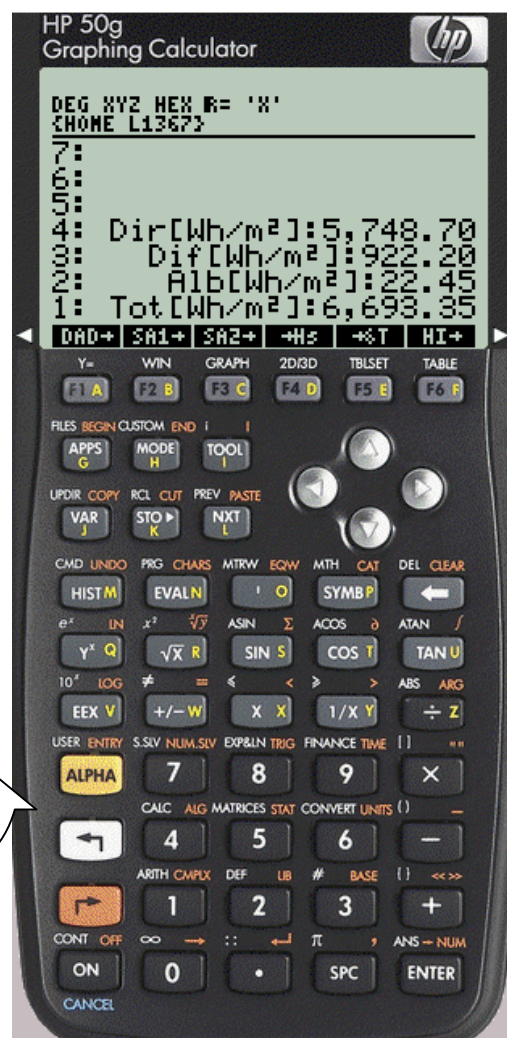 HP 50g
Graphing Calculator
hp
DEG XYZ HEX R= 'X'
{HOME L1367}
7:
6:
5:
4: Dir[Wh/m²]:5,748.70
3: Dif[Wh/m²]:922.20
2: Alb[Wh/m²]:22.45
1: Tot[Wh/m²]:6,693.35
DAD→ SA1→ SA2→ →HS →&T HI→
Y= WIN GRAPH 2D/3D TBLSET TABLE
F1 A F2 B F3 C F4 D F5 E F6 F
FILES BEGIN CUSTOM END i I
APPS G MODE H TOOL I
UPDIR COPY RCL CUT PREV PASTE
VAR J STO▶ K NXT L
CMD UNDO PRG CHARS MTRW EQW MTH CAT DEL CLEAR
HIST M EVAL N ' O SYMB P ←
eˣ LN x² ˣ√y ASIN Σ ACOS ∂ ATAN ∫
Yˣ Q √X R SIN S COS T TAN U
10ˣ LOG ≠ = ≤ < ≥ > ABS ARG
EEX V +/− W X X 1/X Y ÷ Z
USER ENTRY S.SLV NUM.SLV EXP&LN TRIG FINANCE TIME [ ] " "
ALPHA 7 8 9 ×
CALC ALG MATRICES STAT CONVERT UNITS ( ) _
↰ 4 5 6 −
ARITH CMPLX DEF LIB # BASE { } << >>
↱ 1 2 3 +
CONT OFF ∞ → : : ↵ π , ANS → NUM
ON 0 • SPC ENTER
CANCEL